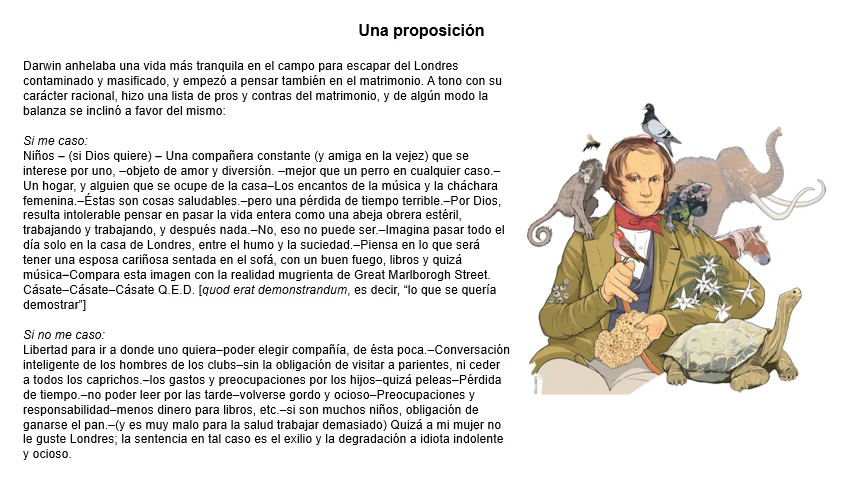 Una proposición
Darwin anhelaba una vida más tranquila en el campo para escapar del Londres
contaminado y masificado, y empezó a pensar también en el matrimonio. A tono con su
carácter racional, hizo una lista de pros y contras del matrimonio, y de algún modo la
balanza se inclinó a favor del mismo:
Si me caso:
Niños – (si Dios quiere) – Una compañera constante (y amiga en la vejez) que se
interese por uno, –objeto de amor y diversión. –mejor que un perro en cualquier caso.–
Un hogar, y alguien que se ocupe de la casa–Los encantos de la música y la cháchara
femenina.–Éstas son cosas saludables.–pero una pérdida de tiempo terrible.–Por Dios,
resulta intolerable pensar en pasar la vida entera como una abeja obrera estéril,
trabajando y trabajando, y después nada.–No, eso no puede ser.–Imagina pasar todo el
día solo en la casa de Londres, entre el humo y la suciedad.–Piensa en lo que será
tener una esposa cariñosa sentada en el sofá, con un buen fuego, libros y quizá
música–Compara esta imagen con la realidad mugrienta de Great Marlborogh Street.
Cásate–Cásate–Cásate Q.E.D. [quod erat demonstrandum, es decir, “lo que se quería
demostrar”]
Si no me caso:
Libertad para ir a donde uno quiera–poder elegir compañía, de ésta poca.–Conversación
inteligente de los hombres de los clubs–sin la obligación de visitar a parientes, ni ceder
a todos los caprichos.–los gastos y preocupaciones por los hijos–quizá peleas–Pérdida
de tiempo.–no poder leer por las tarde–volverse gordo y ocioso–Preocupaciones y
responsabilidad–menos dinero para libros, etc.–si son muchos niños, obligación de
ganarse el pan.–(y es muy malo para la salud trabajar demasiado) Quizá a mi mujer no
le guste Londres; la sentencia en tal caso es el exilio y la degradación a idiota indolente
y ocioso.